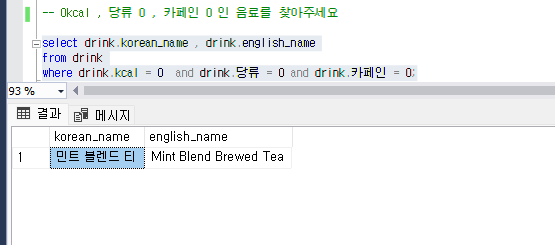 -- 0kcal , 당류 0 , 카페인 0 인 음료를 찾아주세요
select drink.korean_name , drink.english_name
from drink
where drink.kcal = 0 and drink.당류 = 0 and drink.카페인 = 0;
93 %
결과 메시지
korean_name english_name
1 민트 블렌드 티 Mint Blend Brewed Tea